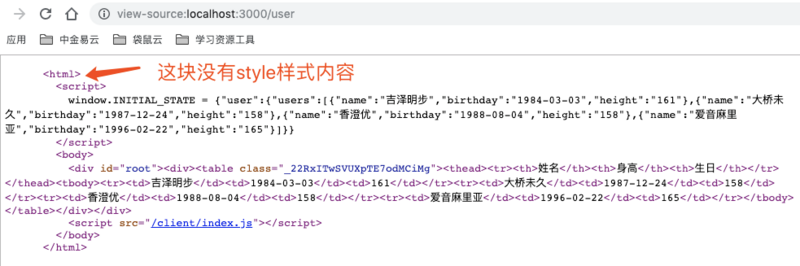 view-source:localhost:3000/user
应用 中金易云 袋鼠云 学习资源工具
<html> 这块没有style样式内容
<script>
window.INITIAL_STATE = {"user":{"users":[{"name":"吉泽明步","birthday":"1984-03-03","height":"161"},{"name":"大桥未
久","birthday":"1987-12-24","height":"158"},{"name":"香澄优","birthday":"1988-08-04","height":"158"},{"name":"爱音麻里
亚","birthday":"1996-02-22","height":"165"}]}}
</script>
<body>
<div id="root"><div><table class="_22RxITwSVUXpTE7odMCiMg"><thead><tr><th>姓名</th><th>身高</th><th>生日</th></tr>
</thead><tbody><tr><td>吉泽明步</td><td>1984-03-03</td><td>161</td></tr><tr><td>大桥未久</td><td>1987-12-24</td><td>158
</td></tr><tr><td>香澄优</td><td>1988-08-04</td><td>158</td></tr><tr><td>爱音麻里亚</td><td>1996-02-22</td><td>165</td></tr></tbody>
</table></div></div>
<script src="/client/index.js"></script>
</body>
</html>